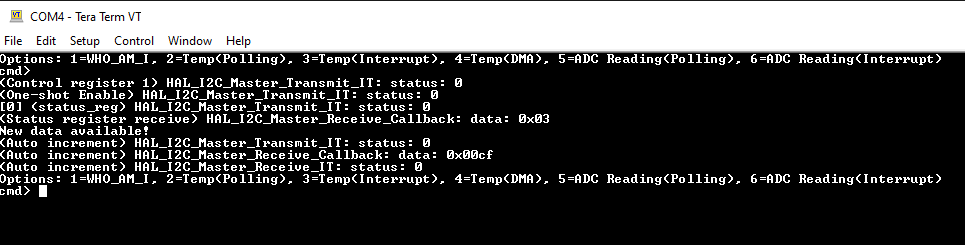 VT COM4 - Tera Term VT
File Edit Setup Control Window Help
Options: 1=WHO_AM_I, 2=Temp(Polling), 3=Temp(Interrupt), 4=Temp(DMA), 5=ADC Reading(Polling), 6=ADC Reading(Interrupt)
cmd>
(Control register 1) HAL_I2C_Master_Transmit_IT: status: 0
(One-shot Enable) HAL_I2C_Master_Transmit_IT: status: 0
[0] (status_reg) HAL_I2C_Master_Transmit_IT: status: 0
(Status register receive) HAL_I2C_Master_Receive_Callback: data: 0x03
New data available!
(Auto increment) HAL_I2C_Master_Transmit_IT: status: 0
(Auto increment) HAL_I2C_Master_Receive_Callback: data: 0x00cf
(Auto increment) HAL_I2C_Master_Receive_IT: status: 0
Options: 1=WHO_AM_I, 2=Temp(Polling), 3=Temp(Interrupt), 4=Temp(DMA), 5=ADC Reading(Polling), 6=ADC Reading(Interrupt)
cmd>